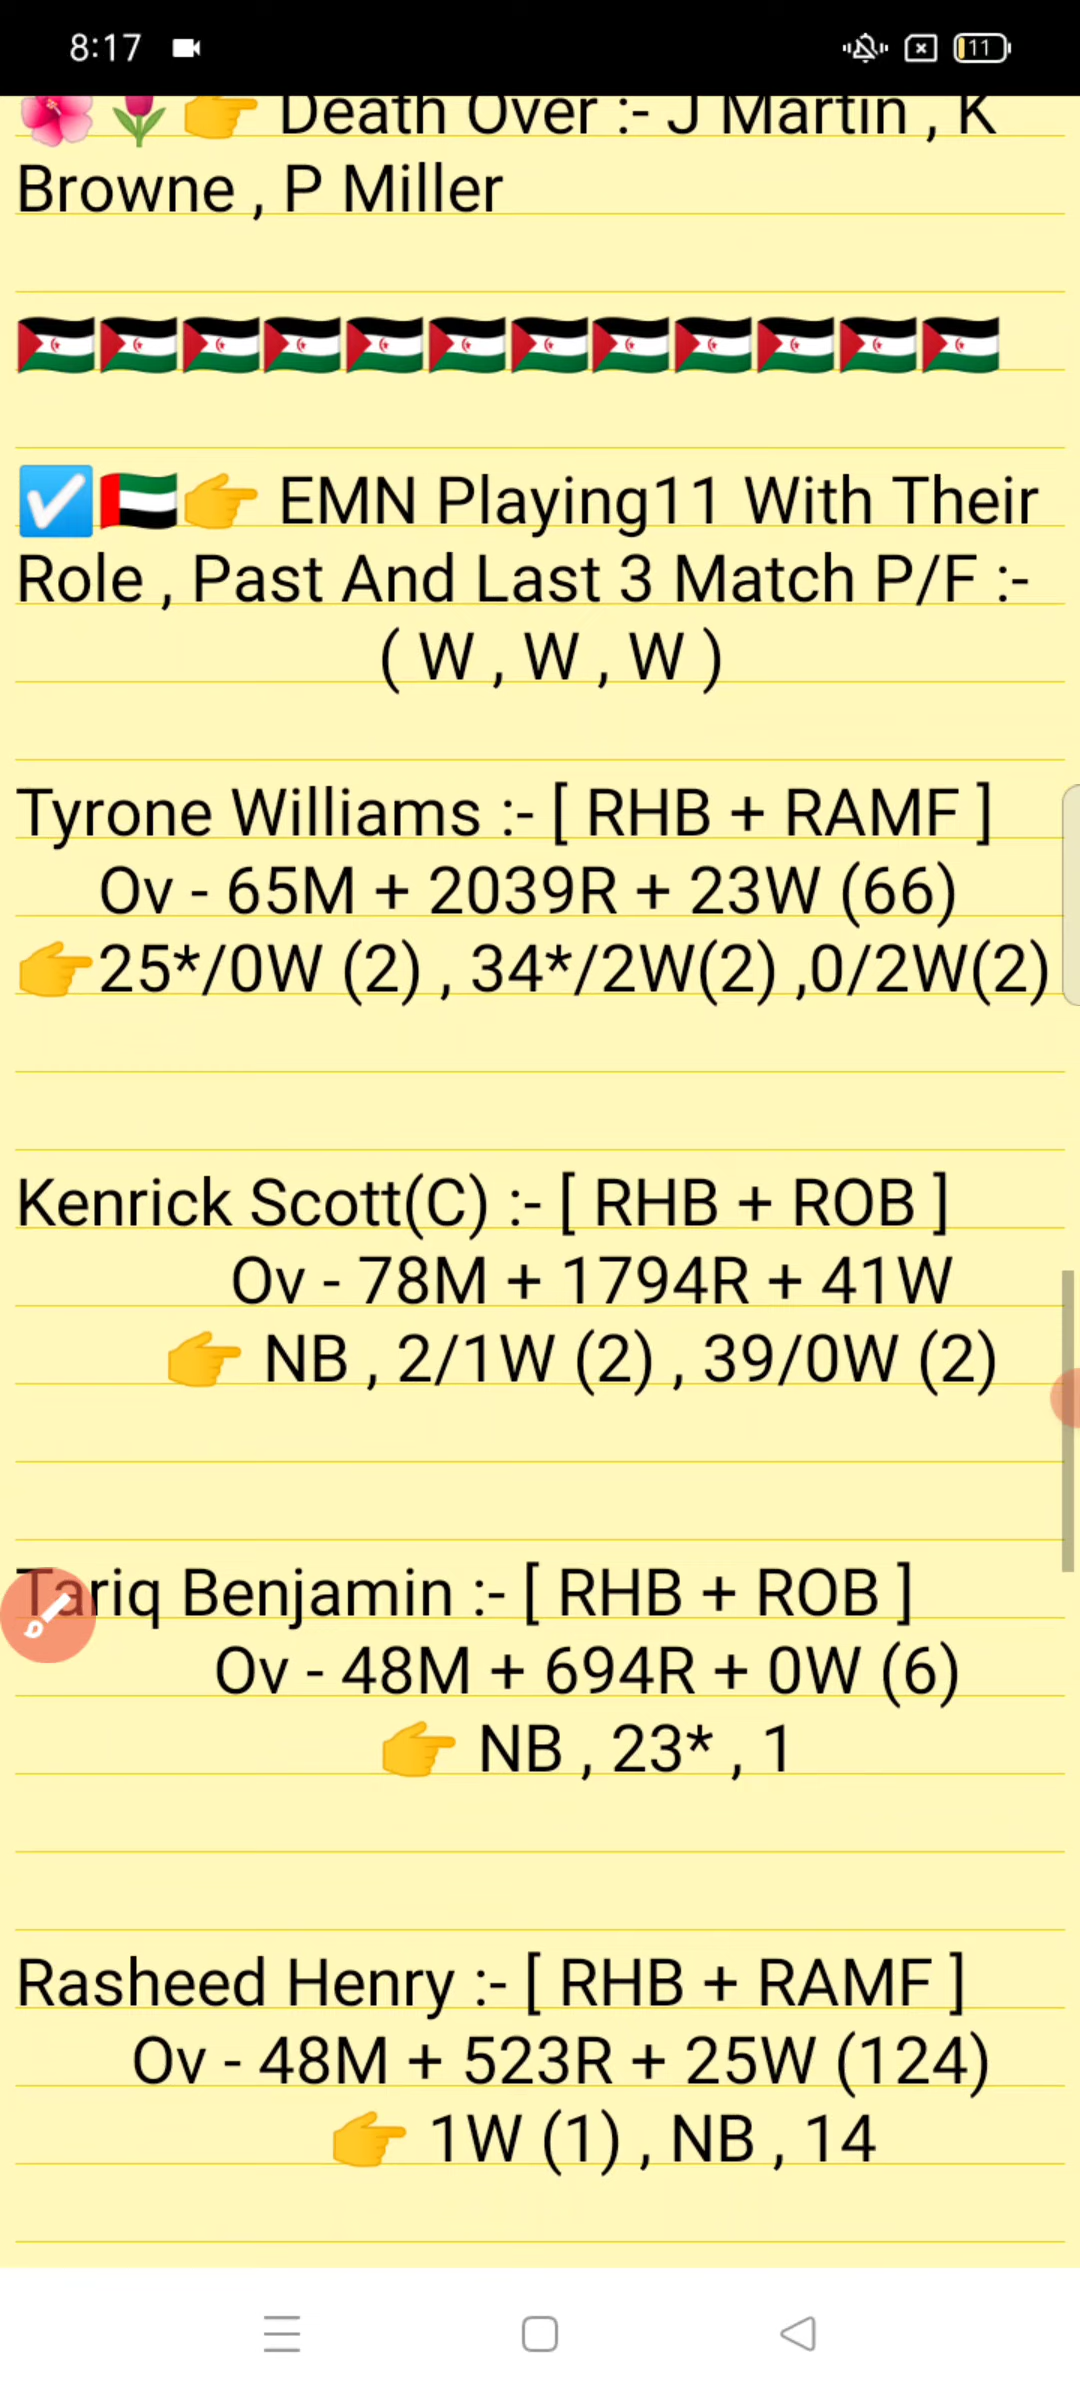 8:17
11
Death Over :- J Martin , K
Browne , P Miller
EMN Playing11 With Their
Role , Past And Last 3 Match P/F :-
( W , W , W )
Tyrone Williams :- [ RHB + RAMF ]
Ov - 65M + 2039R + 23W (66)
25*/0W (2) , 34*/2W(2) ,0/2W(2)
Kenrick Scott(C) :- [ RHB + ROB ]
Ov - 78M + 1794R + 41W
NB , 2/1W (2) , 39/0W (2)
Tariq Benjamin :- [ RHB + ROB ]
Ov - 48M + 694R + 0W (6)
NB , 23* , 1
Rasheed Henry :- [ RHB + RAMF ]
Ov - 48M + 523R + 25W (124)
1W (1) , NB , 14